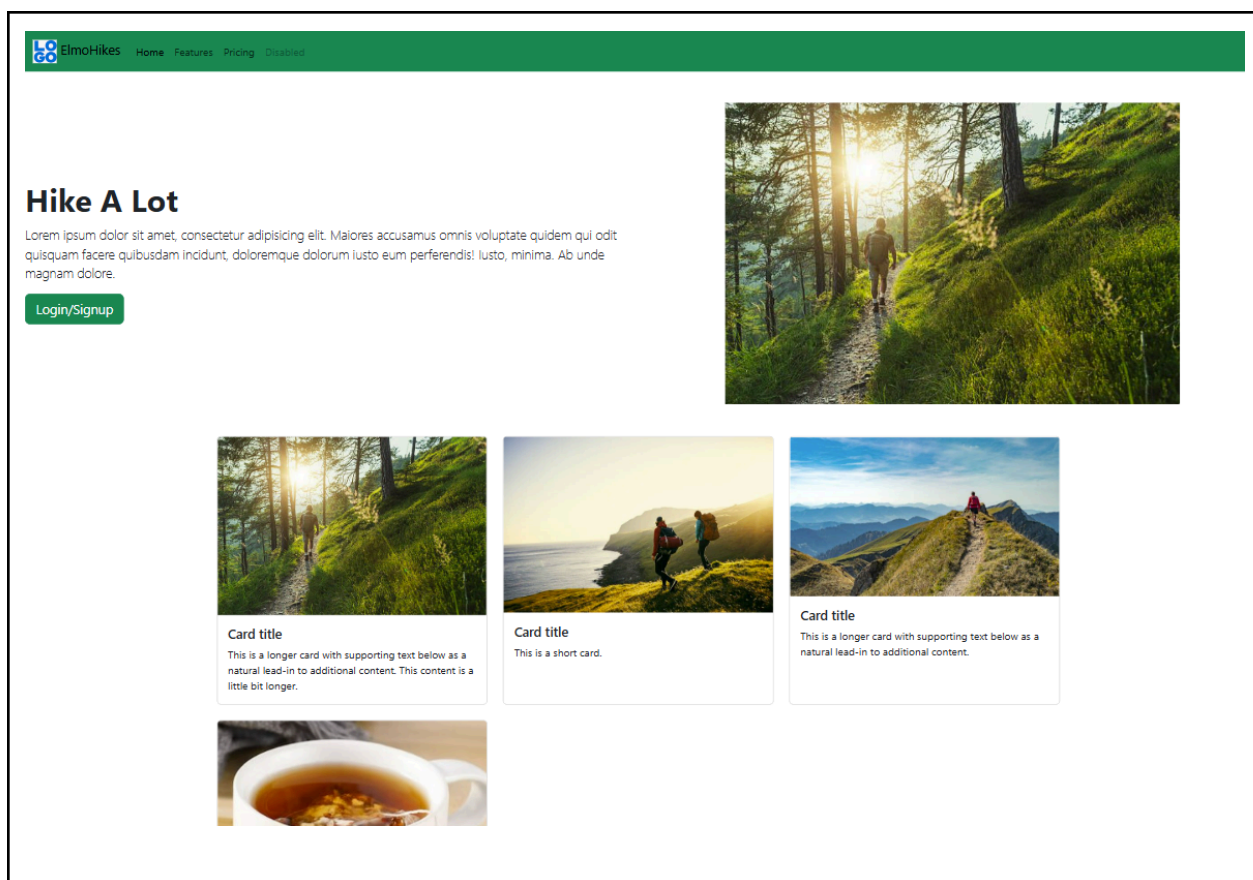 LOGO ElmoHikes Home Features Pricing Disabled
Hike A Lot
Lorem ipsum dolor sit amet, consectetur adipisicing elit. Maiores accusamus omnis voluptate quidem qui odit
quisquam facere quibusdam incidunt, doloremque dolorum iusto eum perferendis! Iusto, minima. Ab unde
magnam dolore.
Login/Signup
Card title
This is a longer card with supporting text below as a
natural lead-in to additional content. This content is a
little bit longer.
Card title
This is a short card.
Card title
This is a longer card with supporting text below as a
natural lead-in to additional content.